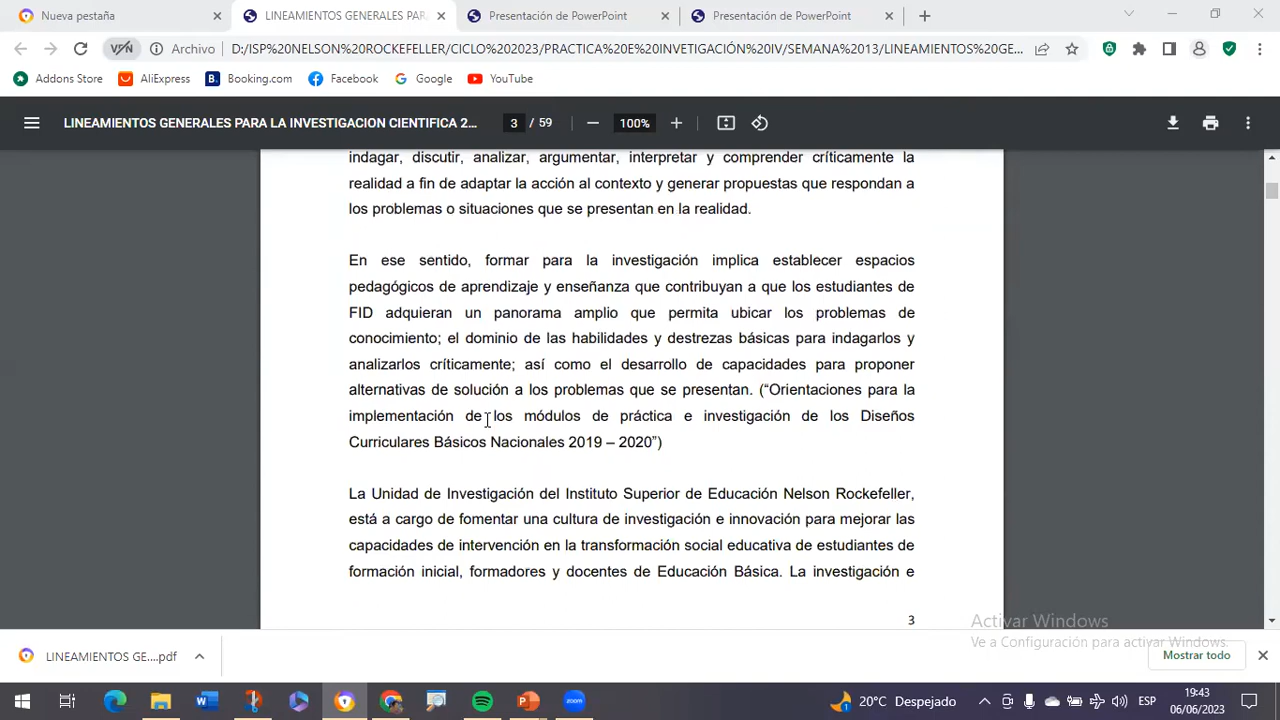 Nueva pestaña
LINEAMIENTOS GENERALES PAR
Presentación de PowerPoint
Presentación de PowerPoint
VPN
Archivo
D:/ISP%20NELSON%20ROCKEFELLER/CICLO%202023/PRACTICA%20E%20INVETIGACIÓN%20IV/SEMANA%2013/LINEAMIENTOS%20GE...
Addons Store
AliExpress
B.
Booking.com
Facebook
Google
YouTube
LINEAMIENTOS GENERALES PARA LA INVESTIGACION CIENTIFICA 2...
3 / 59
100%
indagar, discutir, analizar, argumentar, interpretar y comprender críticamente la
realidad a fin de adaptar la acción al contexto y generar propuestas que respondan a
los problemas o situaciones que se presentan en la realidad.
En ese sentido, formar para la investigación implica establecer espacios
pedagógicos de aprendizaje y enseñanza que contribuyan a que los estudiantes de
FID adquieran un panorama amplio que permita ubicar los problemas de
conocimiento; el dominio de las habilidades y destrezas básicas para indagarlos y
analizarlos críticamente; así como el desarrollo de capacidades para proponer
alternativas de solución a los problemas que se presentan. (“Orientaciones para la
implementación de los módulos de práctica e investigación de los Diseños
Curriculares Básicos Nacionales 2019 – 2020”)
La Unidad de Investigación del Instituto Superior de Educación Nelson Rockefeller,
está a cargo de fomentar una cultura de investigación e innovación para mejorar las
capacidades de intervención en la transformación social educativa de estudiantes de
formación inicial, formadores y docentes de Educación Básica. La investigación e
3
Activar Windows
Ve a Configuración para activar Windows.
LINEAMIENTOS GE....pdf
Mostrar todo
zoom
20°C Despejado
ESP
19:43
06/06/2023